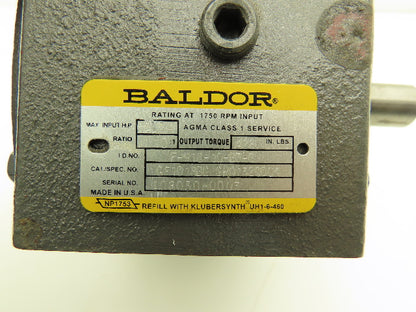 BALDOR®
RATING AT 1750 RPM INPUT
MAX. INPUT H.P. AGMA CLASS 1 SERVICE
RATIO :1 OUTPUT TORQUE IN. LBS.
I.D. NO.
CAT./SPEC. NO.
SERIAL NO.
MADE IN U.S.A.
NP1753 REFILL WITH KLUBERSYNTH UH1-6-460